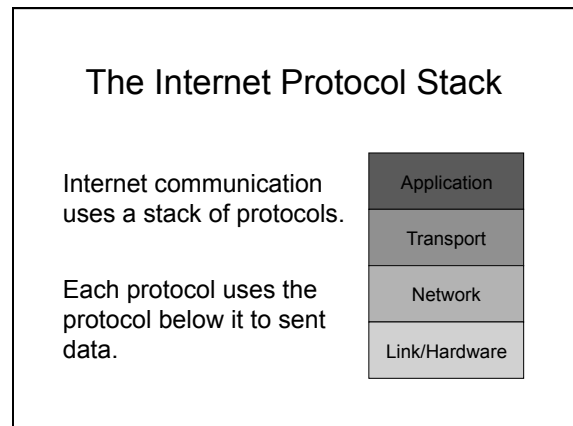 The Internet Protocol Stack
Internet communication
uses a stack of protocols.
Each protocol uses the
protocol below it to sent
data.
Application
Transport
Network
Link/Hardware